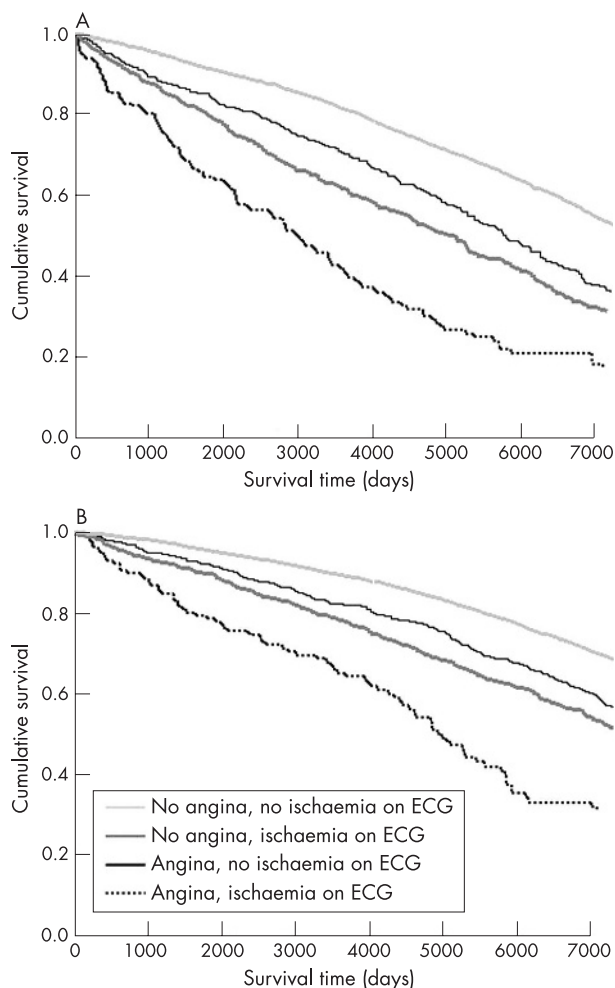 A
1.0
0.8
0.6
0.4
0.2
0.0
Cumulative survival
0 1000 2000 3000 4000 5000 6000 7000
Survival time (days)
B
1.0
0.8
0.6
0.4
0.2
0.0
Cumulative survival
No angina, no ischaemia on ECG
No angina, ischaemia on ECG
Angina, no ischaemia on ECG
Angina, ischaemia on ECG
0 1000 2000 3000 4000 5000 6000 7000
Survival time (days)